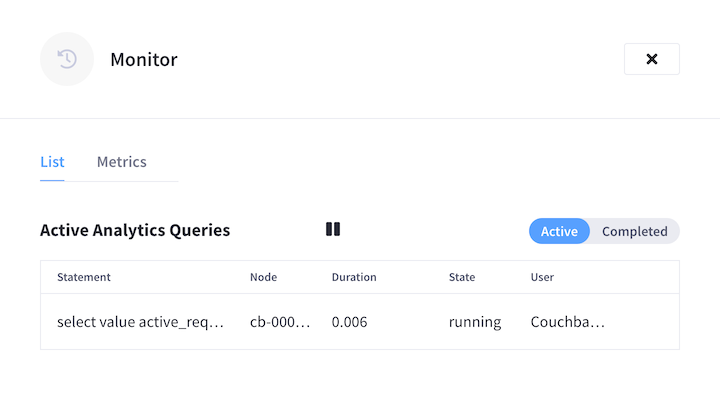 Monitor
List Metrics
Active Analytics Queries Active Completed
Statement Node Duration State User
select value active_req... cb-000... 0.006 running Couchba...